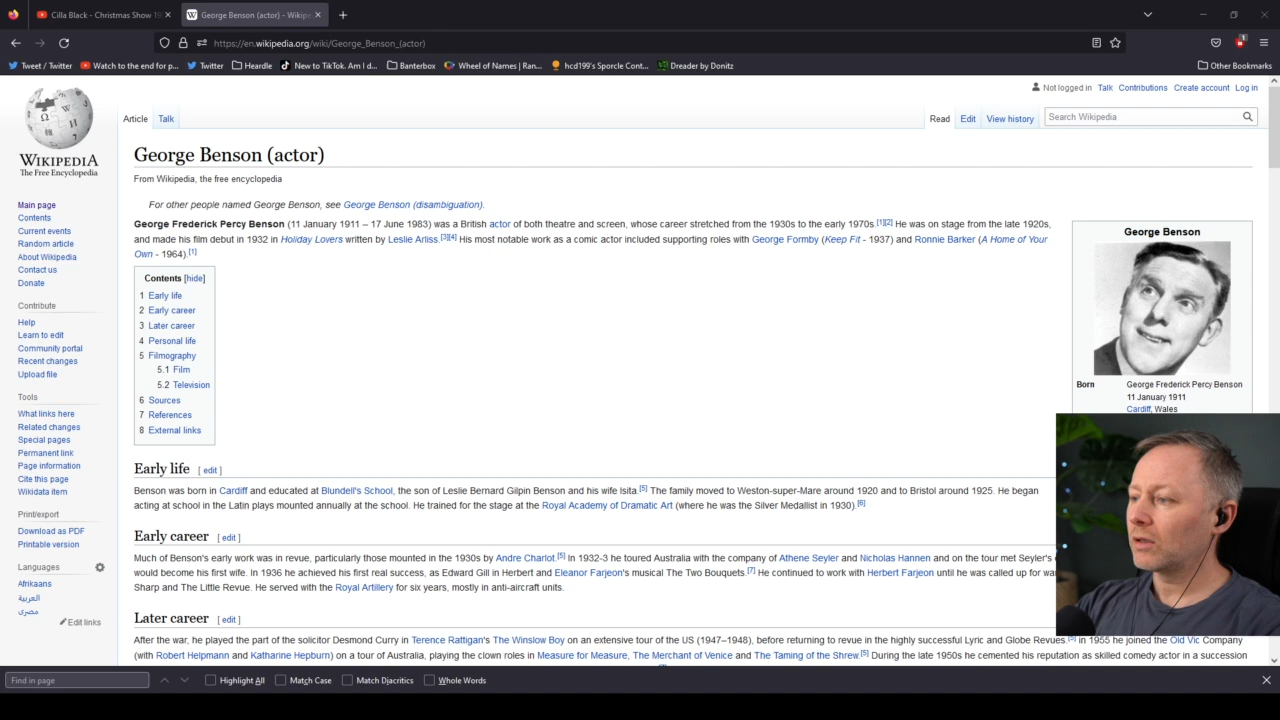 Cilla Black - Christmas Show 19
George Benson (actor) - Wikipe
https://en.wikipedia.org/wiki/George_Benson_(actor)
Tweet / Twitter
Watch to the end for p...
Twitter
Heardle
New to TikTok. Am I d...
Banterbox
Wheel of Names | Ran...
hcd199's Sporcle Cont...
Dreader by Donitz
Other Bookmarks
Not logged in Talk Contributions Create account Log in
Article Talk
Read Edit View history
Search Wikipedia
WIKIPEDIA
The Free Encyclopedia
Main page
Contents
Current events
Random article
About Wikipedia
Contact us
Donate
Contribute
Help
Learn to edit
Community portal
Recent changes
Upload file
Tools
What links here
Related changes
Special pages
Permanent link
Page information
Cite this page
Wikidata item
Print/export
Download as PDF
Printable version
Languages
Afrikaans
العربية
مصرى
Edit links
George Benson (actor)
From Wikipedia, the free encyclopedia
For other people named George Benson, see George Benson (disambiguation).
George Frederick Percy Benson (11 January 1911 – 17 June 1983) was a British actor of both theatre and screen, whose career stretched from the 1930s to the early 1970s.[1][2] He was on stage from the late 1920s,
and made his film debut in 1932 in Holiday Lovers written by Leslie Arliss.[3][4] His most notable work as a comic actor included supporting roles with George Formby (Keep Fit - 1937) and Ronnie Barker (A Home of Your
Own - 1964).[1]
Contents [hide]
1 Early life
2 Early career
3 Later career
4 Personal life
5 Filmography
5.1 Film
5.2 Television
6 Sources
7 References
8 External links
George Benson
Born George Frederick Percy Benson
11 January 1911
Cardiff, Wales
Early life [ edit ]
Benson was born in Cardiff and educated at Blundell's School, the son of Leslie Bernard Gilpin Benson and his wife Isita.[5] The family moved to Weston-super-Mare around 1920 and to Bristol around 1925. He began
acting at school in the Latin plays mounted annually at the school. He trained for the stage at the Royal Academy of Dramatic Art (where he was the Silver Medallist in 1930).[6]
Early career [ edit ]
Much of Benson's early work was in revue, particularly those mounted in the 1930s by Andre Charlot.[5] In 1932-3 he toured Australia with the company of Athene Seyler and Nicholas Hannen and on the tour met Seyler's
would become his first wife. In 1936 he achieved his first real success, as Edward Gill in Herbert and Eleanor Farjeon's musical The Two Bouquets.[7] He continued to work with Herbert Farjeon until he was called up for
Sharp and The Little Revue. He served with the Royal Artillery for six years, mostly in anti-aircraft units.
Later career [ edit ]
After the war, he played the part of the solicitor Desmond Curry in Terence Rattigan's The Winslow Boy on an extensive tour of the US (1947–1948), before returning to revue in the highly successful Lyric and Globe Revues.[5] In 1955 he joined the Old Vic Company
(with Robert Helpmann and Katharine Hepburn) on a tour of Australia, playing the clown roles in Measure for Measure, The Merchant of Venice and The Taming of the Shrew.[5] During the late 1950s he cemented his reputation as skilled comedy actor in a succession
Find in page
Highlight All
Match Case
Match Diacritics
Whole Words